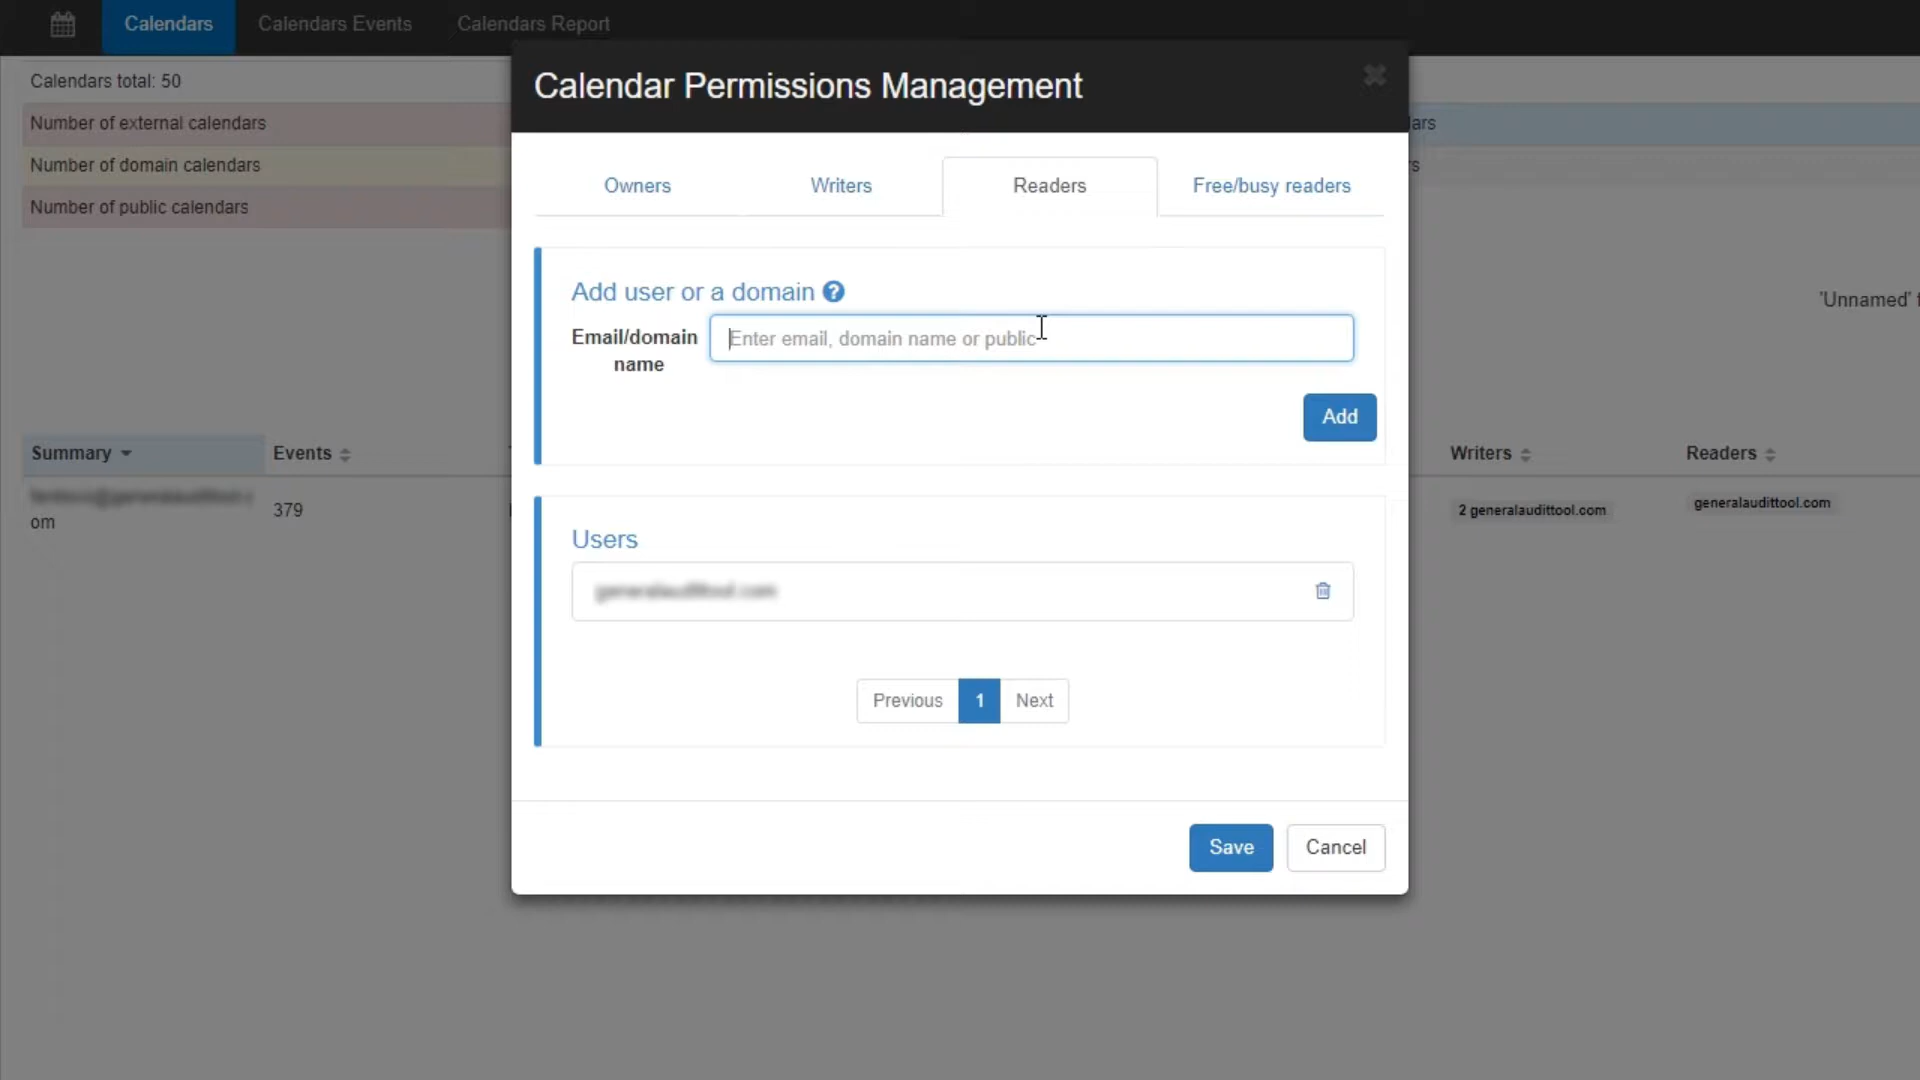 Calendars Calendars Events Calendars Report
Calendar Permissions Management
Calendars total: 50
Number of external calendars
ars
Number of domain calendars
s
Number of public calendars
Owners Writers Readers Free/busy readers
Add user or a domain
Email/domain name
Enter email, domain name or public
Add
'Unnamed'
Summary Events Writers Readers
om 379 2 generalaudittool.com generalaudittool.com
Users
Previous 1 Next
Save Cancel